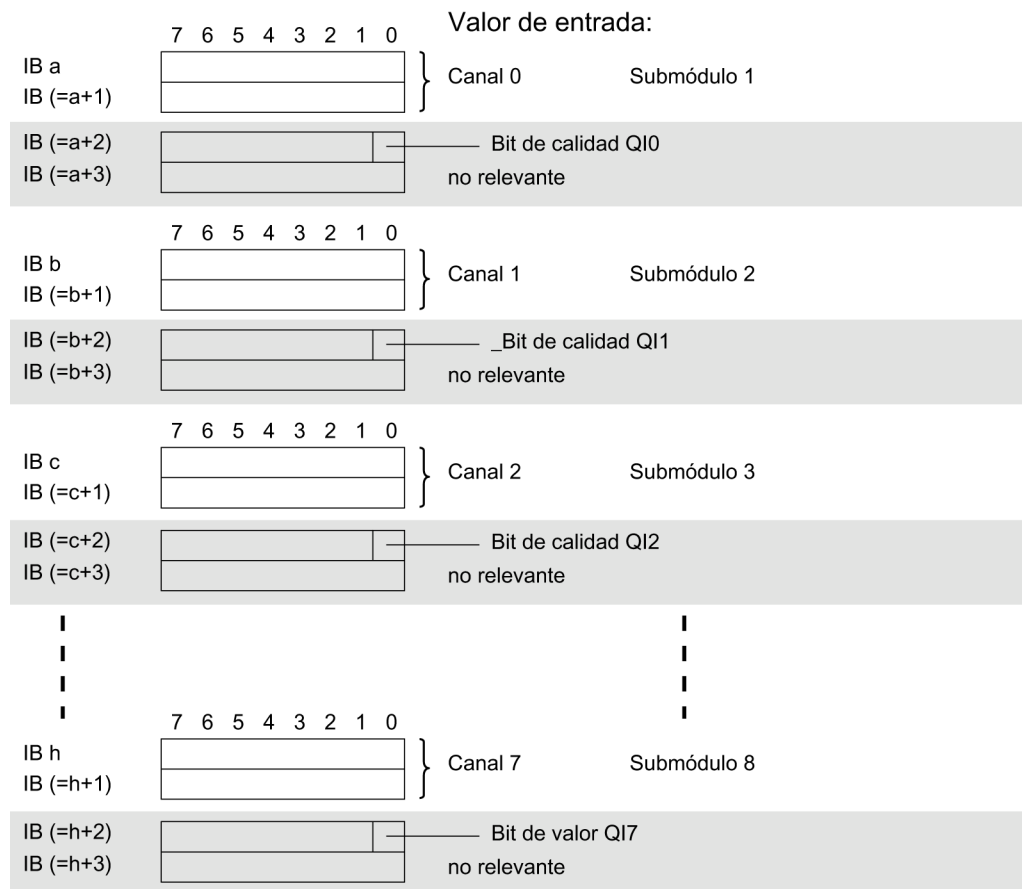 Valor de entrada:
7 6 5 4 3 2 1 0
IB a
Canal 0 Submódulo 1
IB (=a+1)
IB (=a+2) Bit de calidad QI0
IB (=a+3) no relevante
7 6 5 4 3 2 1 0
IB b
Canal 1 Submódulo 2
IB (=b+1)
IB (=b+2) _Bit de calidad QI1
IB (=b+3) no relevante
7 6 5 4 3 2 1 0
IB c
Canal 2 Submódulo 3
IB (=c+1)
IB (=c+2) Bit de calidad QI2
IB (=c+3) no relevante
7 6 5 4 3 2 1 0
IB h
Canal 7 Submódulo 8
IB (=h+1)
IB (=h+2) Bit de valor QI7
IB (=h+3) no relevante